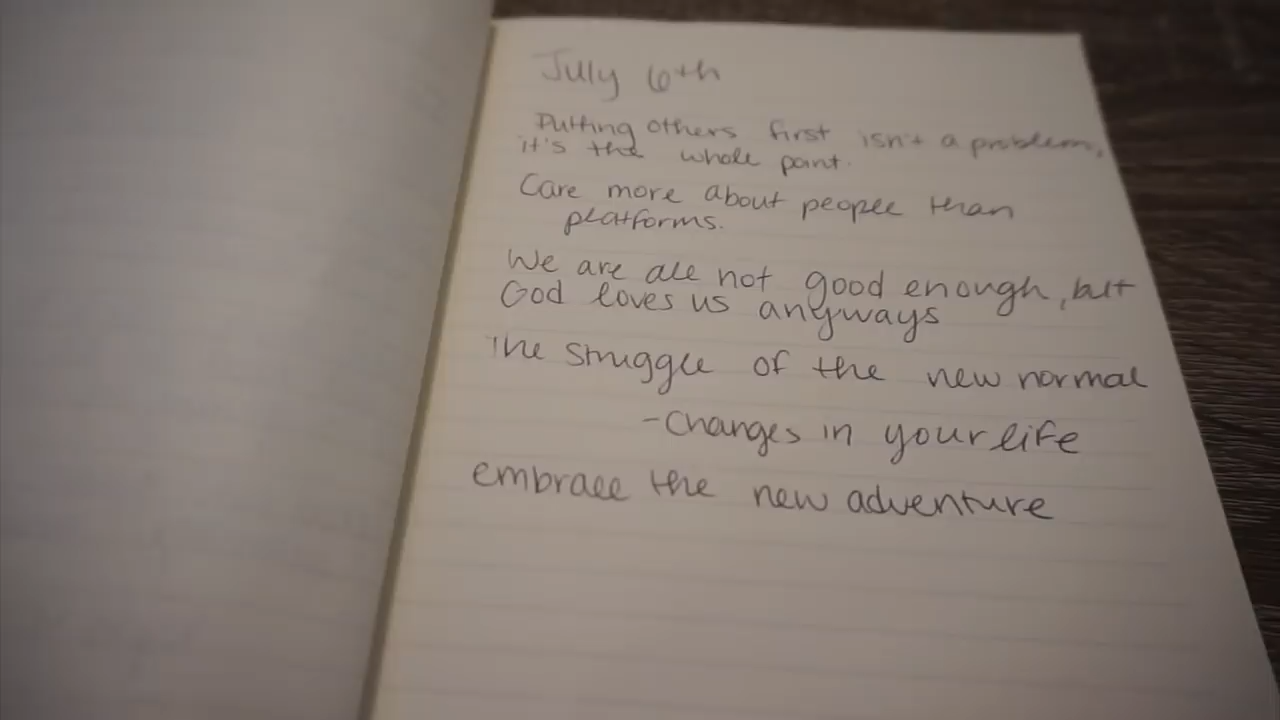 July 6th
Putting others first isn't a problem,
it's the whole point.
Care more about people than
platforms.
We are all not good enough, but
God loves us anyways
The struggle of the new normal
-Changes in your life
embrace the new adventure